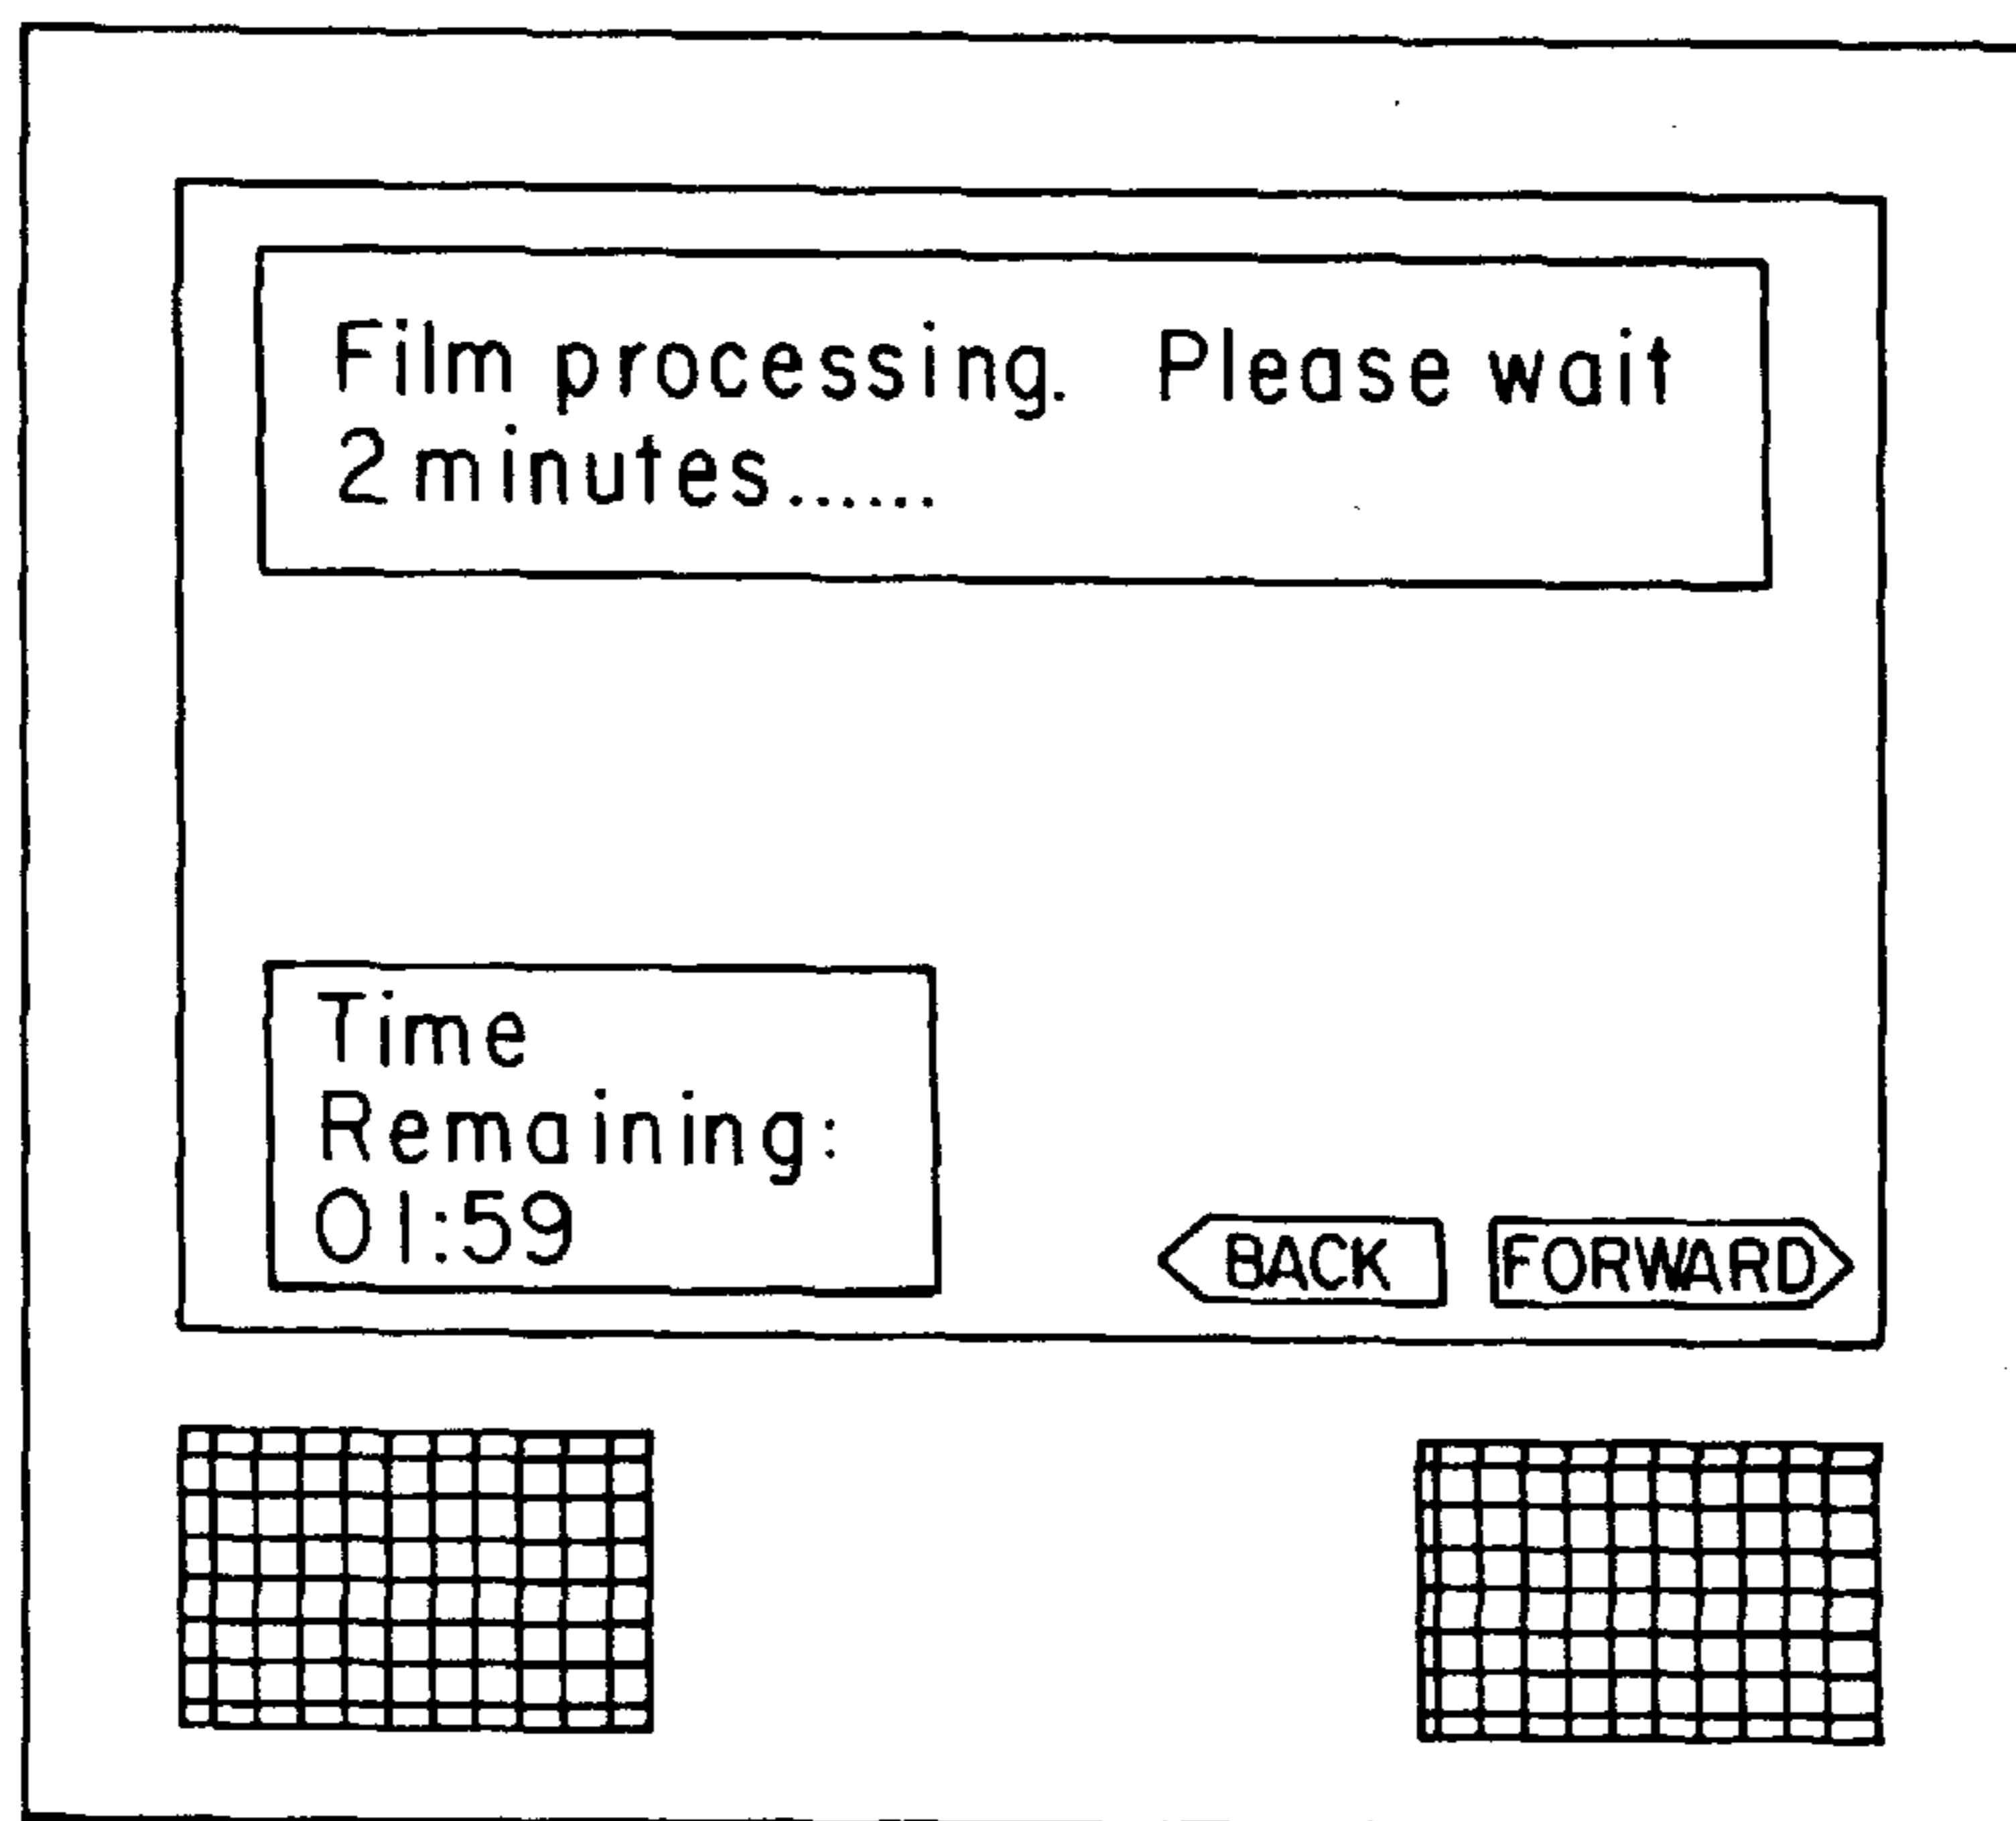 Film processing. Please wait
2 minutes......
Time
Remaining:
01:59
BACK
FORWARD